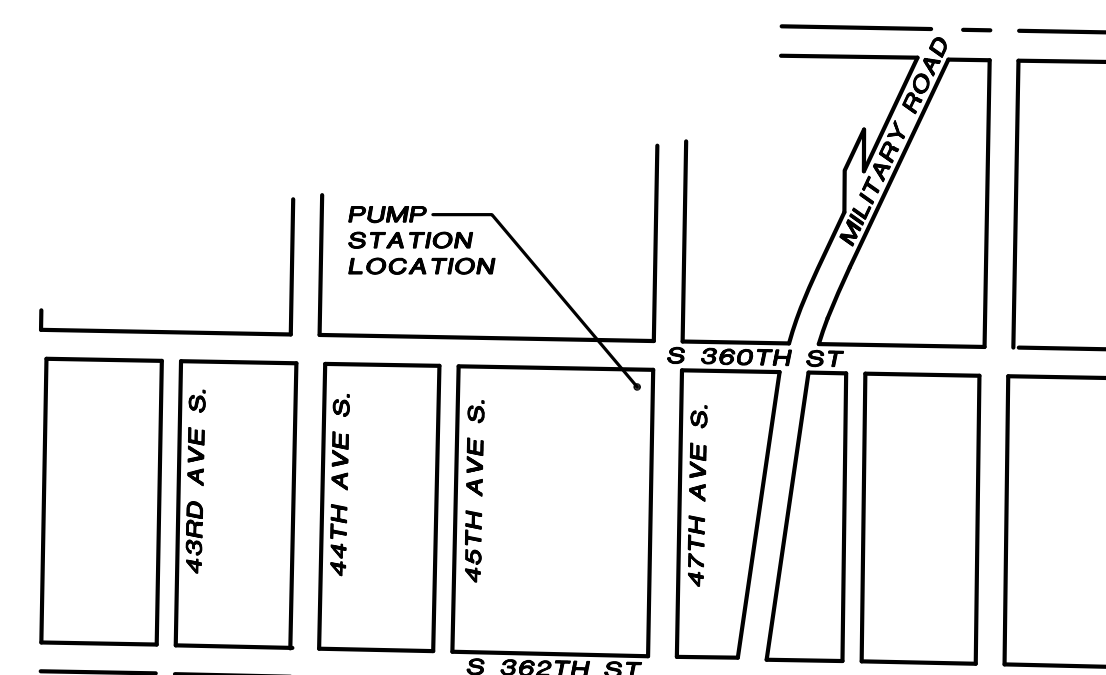 MILITARY ROAD
PUMP
STATION
LOCATION
S 360TH ST
43RD AVE S.
44TH AVE S.
45TH AVE S.
47TH AVE S.
S 362TH ST